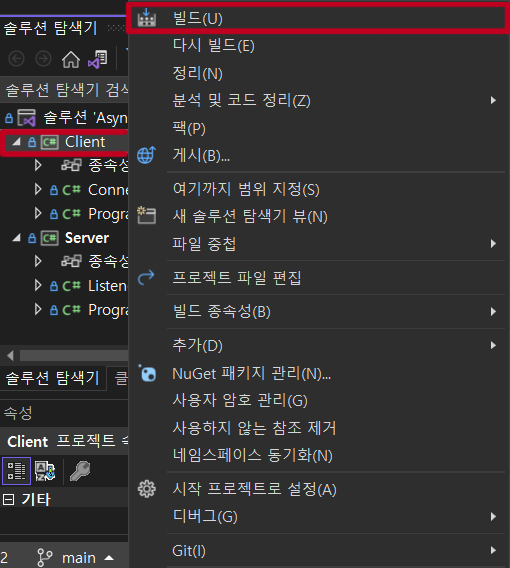 솔루션 탐색기
솔루션 탐색기 검색
솔루션 'Asyn
C# Client
종속성
C# Conne
C# Progra
C# Server
종속성
C# Listen
C# Progra
솔루션 탐색기 클
속성
Client 프로젝트 속
기타
2 main
빌드(U)
다시 빌드(E)
정리(N)
분석 및 코드 정리(Z)
팩(P)
게시(B)...
여기까지 범위 지정(S)
새 솔루션 탐색기 뷰(N)
파일 중첩
프로젝트 파일 편집
빌드 종속성(B)
추가(D)
NuGet 패키지 관리(N)...
사용자 암호 관리(G)
사용하지 않는 참조 제거
네임스페이스 동기화(N)
시작 프로젝트로 설정(A)
디버그(G)
Git(I)